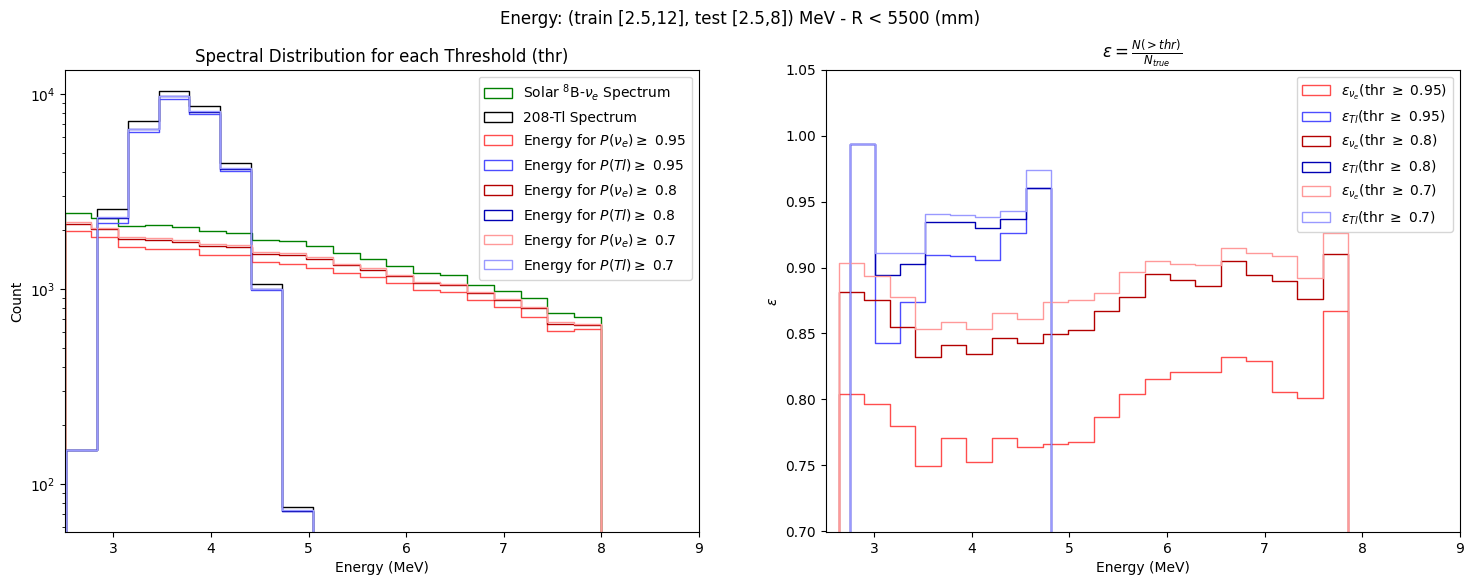 Energy: (train [2.5,12], test [2.5,8]) MeV - R < 5500 (mm)
Spectral Distribution for each Threshold (thr)
Solar ⁸B-νₑ Spectrum
208-Tl Spectrum
Energy for P(νₑ) ≥ 0.95
Energy for P(Tl) ≥ 0.95
Energy for P(νₑ) ≥ 0.8
Energy for P(Tl) ≥ 0.8
Energy for P(νₑ) ≥ 0.7
Energy for P(Tl) ≥ 0.7
10⁴
10³
10²
Count
3 4 5 6 7 8 9
Energy (MeV)
ε = N(>thr)/N_true
ε_νₑ(thr ≥ 0.95)
ε_Tl(thr ≥ 0.95)
ε_νₑ(thr ≥ 0.8)
ε_Tl(thr ≥ 0.8)
ε_νₑ(thr ≥ 0.7)
ε_Tl(thr ≥ 0.7)
1.05
1.00
0.95
0.90
0.85
0.80
0.75
0.70
ε
3 4 5 6 7 8 9
Energy (MeV)